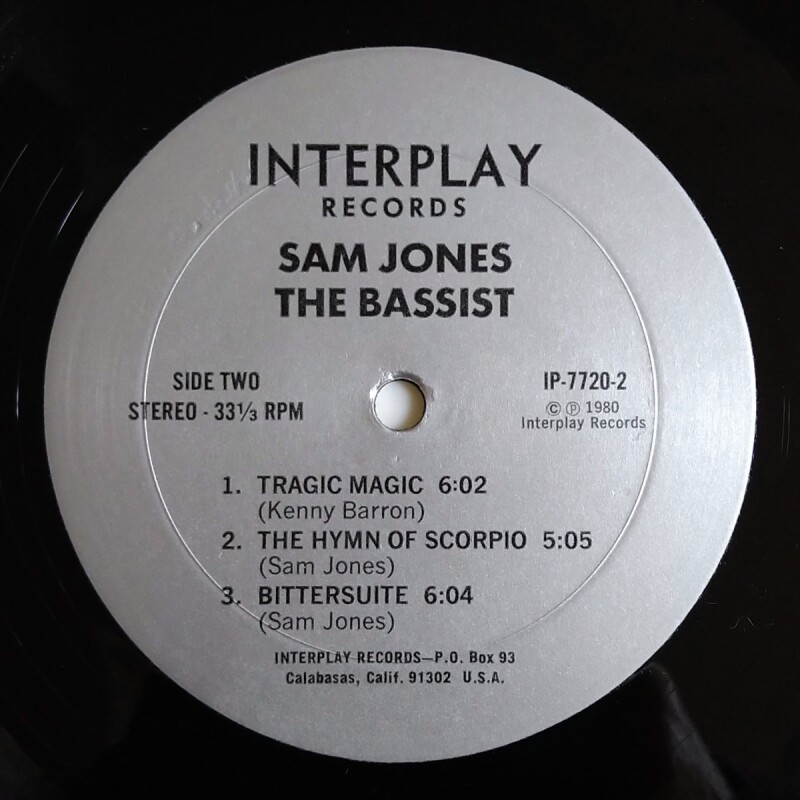 INTERPLAY
RECORDS
SAM JONES
THE BASSIST
SIDE TWO
STEREO - 33⅓ RPM
IP-7720-2
© ℗ 1980
Interplay Records
1. TRAGIC MAGIC 6:02
(Kenny Barron)
2. THE HYMN OF SCORPIO 5:05
(Sam Jones)
3. BITTERSUITE 6:04
(Sam Jones)
INTERPLAY RECORDS—P.O. Box 93
Calabasas, Calif. 91302 U.S.A.